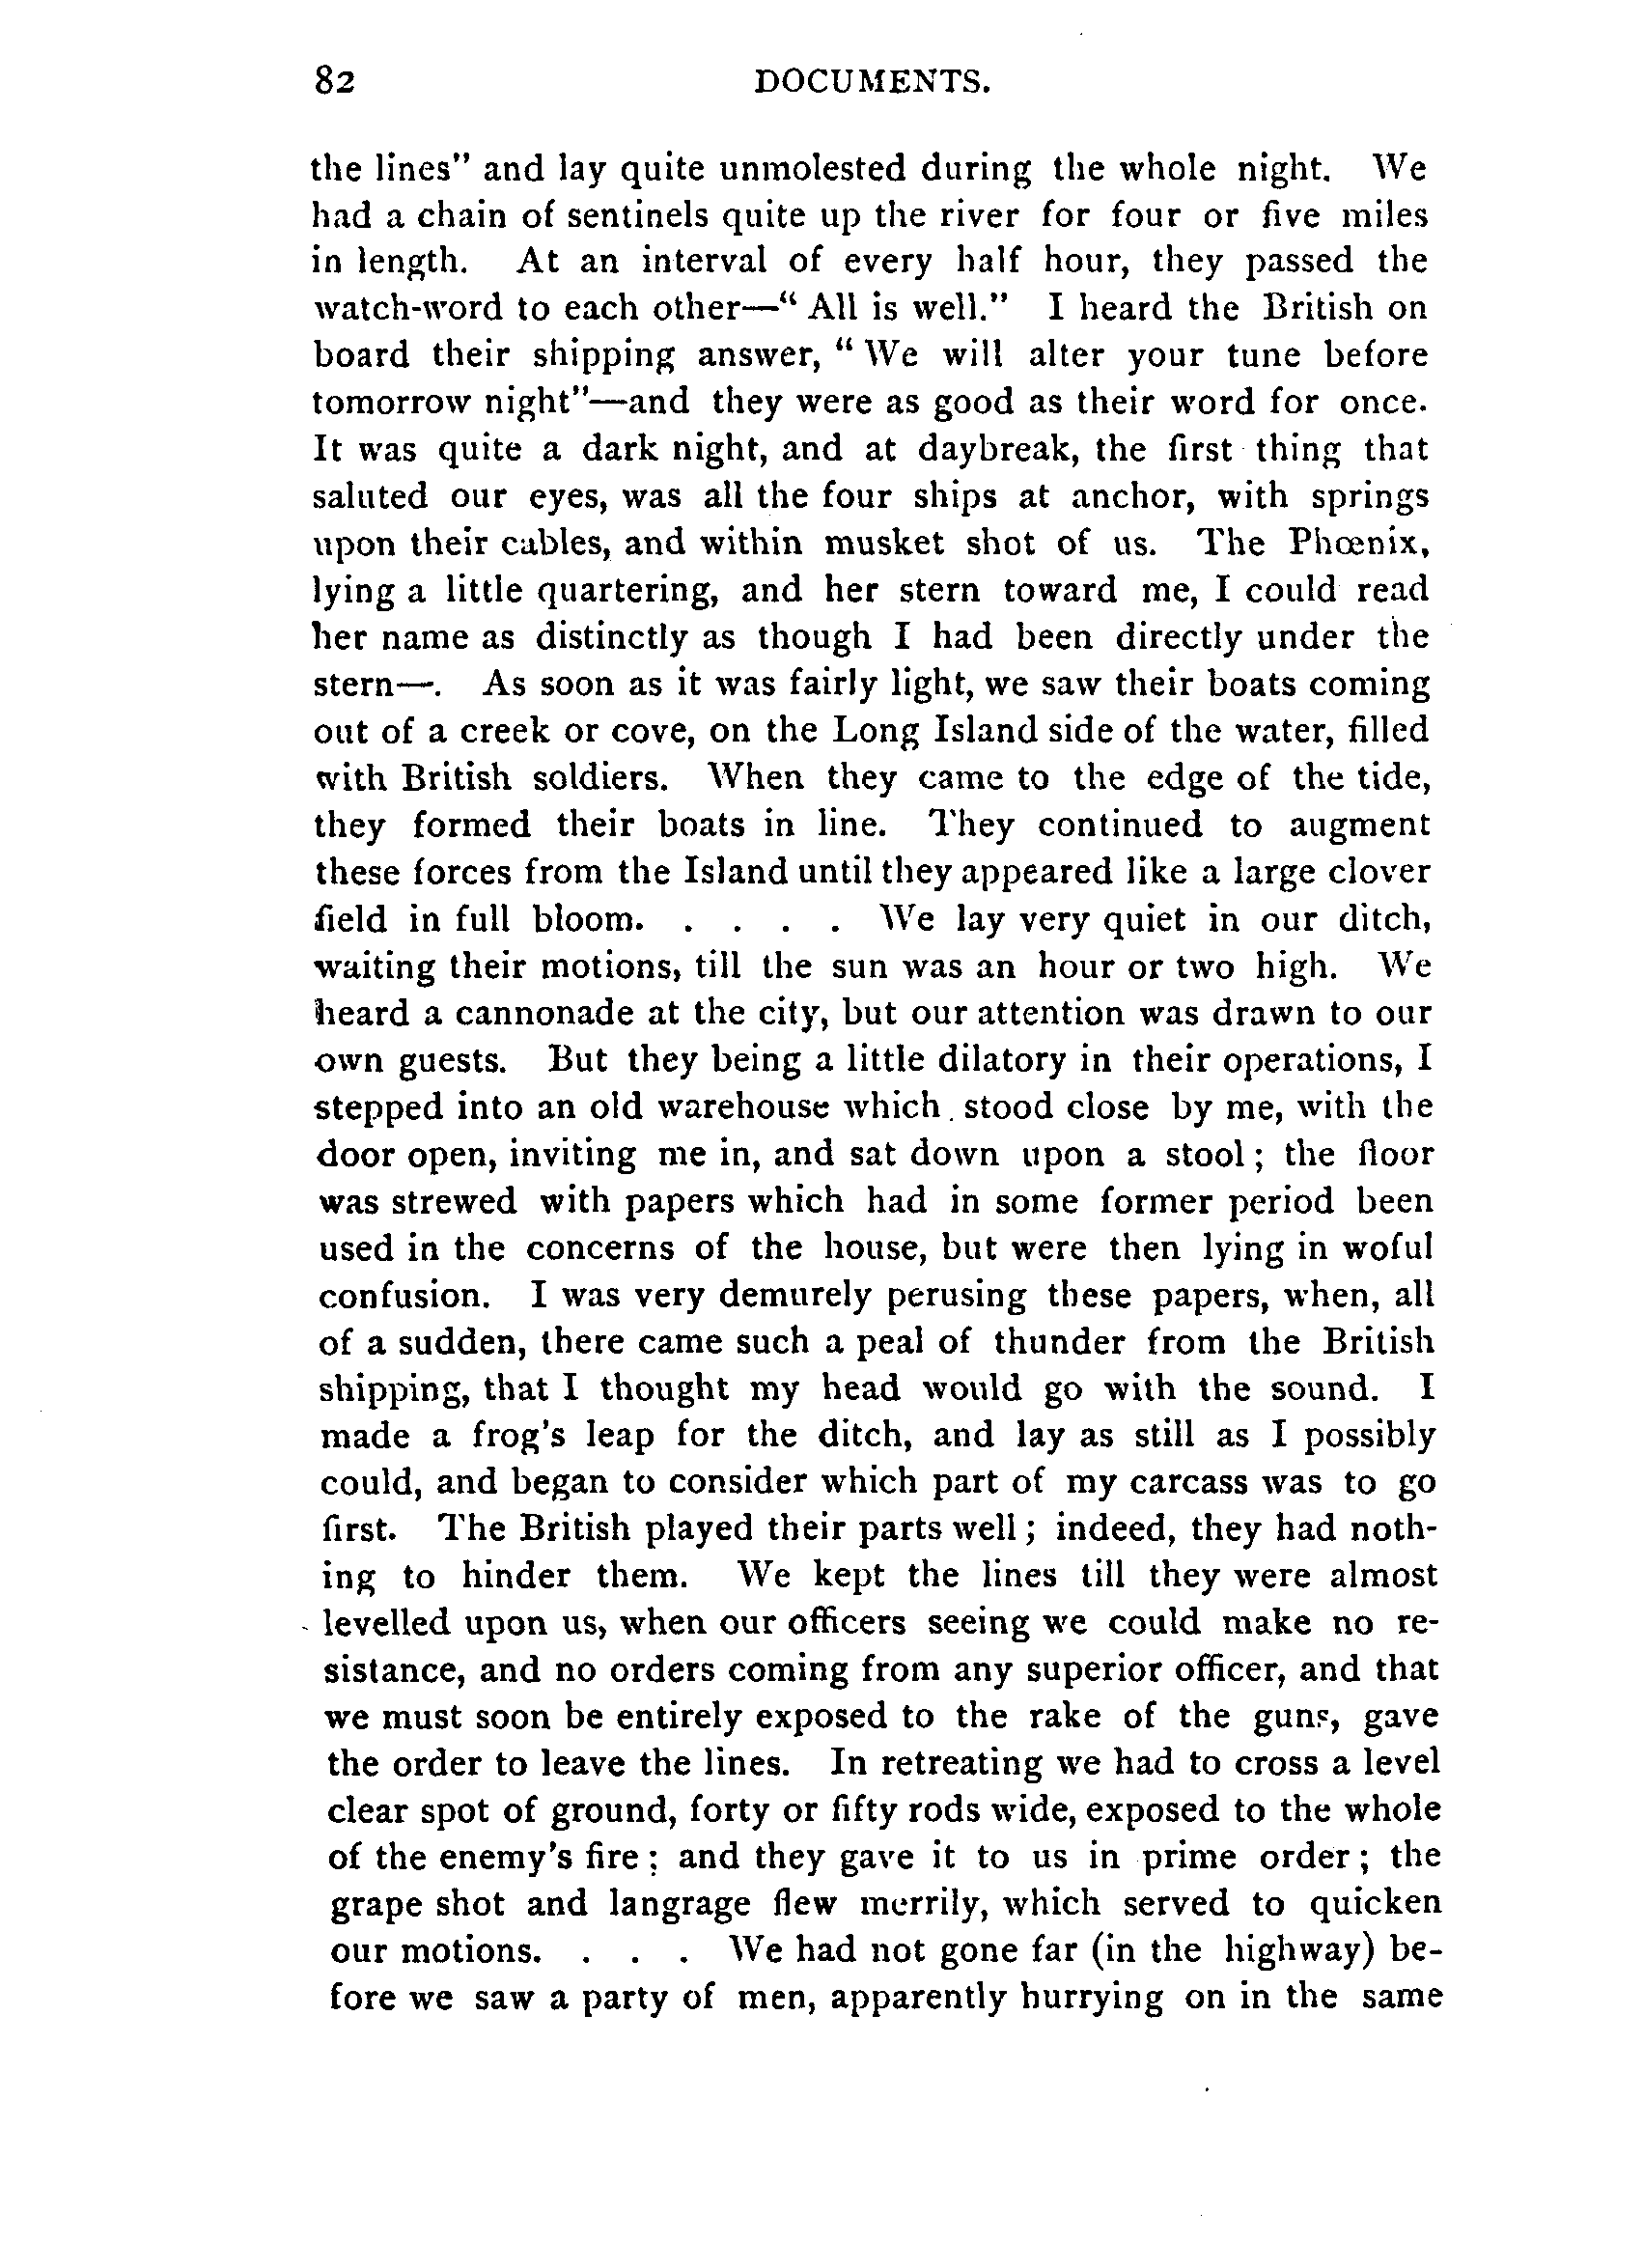 82 DOCUMENTS.
the lines" and lay quite unmolested during the whole night. We
had a chain of sentinels quite up the river for four or five miles
in length. At an interval of every half hour, they passed the
watch-word to each other—" All is well." I heard the British on
board their shipping answer, " We will alter your tune before
tomorrow night"—and they were as good as their word for once.
It was quite a dark night, and at daybreak, the first thing that
saluted our eyes, was all the four ships at anchor, with springs
upon their cables, and within musket shot of us. The Phœnix,
lying a little quartering, and her stern toward me, I could read
her name as distinctly as though I had been directly under the
stern—. As soon as it was fairly light, we saw their boats coming
out of a creek or cove, on the Long Island side of the water, filled
with British soldiers. When they came to the edge of the tide,
they formed their boats in line. They continued to augment
these forces from the Island until they appeared like a large clover
field in full bloom. . . . . We lay very quiet in our ditch,
waiting their motions, till the sun was an hour or two high. We
heard a cannonade at the city, but our attention was drawn to our
own guests. But they being a little dilatory in their operations, I
stepped into an old warehouse which stood close by me, with the
door open, inviting me in, and sat down upon a stool ; the floor
was strewed with papers which had in some former period been
used in the concerns of the house, but were then lying in woful
confusion. I was very demurely perusing these papers, when, all
of a sudden, there came such a peal of thunder from the British
shipping, that I thought my head would go with the sound. I
made a frog's leap for the ditch, and lay as still as I possibly
could, and began to consider which part of my carcass was to go
first. The British played their parts well ; indeed, they had noth-
ing to hinder them. We kept the lines till they were almost
levelled upon us, when our officers seeing we could make no re-
sistance, and no orders coming from any superior officer, and that
we must soon be entirely exposed to the rake of the guns, gave
the order to leave the lines. In retreating we had to cross a level
clear spot of ground, forty or fifty rods wide, exposed to the whole
of the enemy's fire ; and they gave it to us in prime order ; the
grape shot and langrage flew merrily, which served to quicken
our motions. . . . We had not gone far (in the highway) be-
fore we saw a party of men, apparently hurrying on in the same